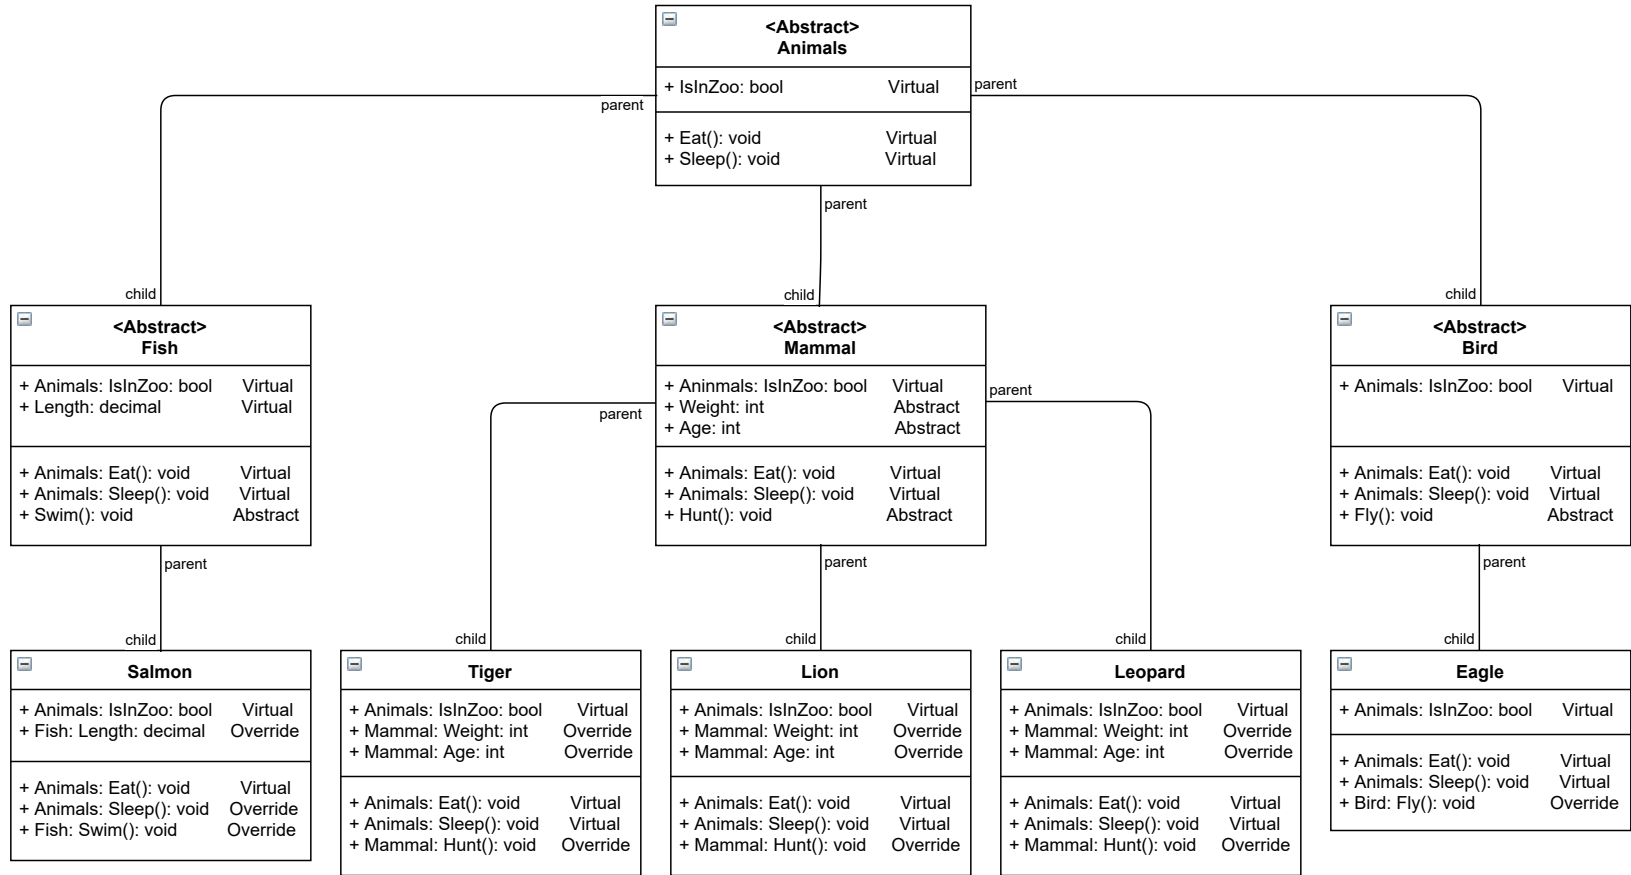 <Abstract>
Animals
+ IsInZoo: bool Virtual
+ Eat(): void Virtual
+ Sleep(): void Virtual
parent
parent
parent
child
child
child
<Abstract>
Fish
+ Animals: IsInZoo: bool Virtual
+ Length: decimal Virtual
+ Animals: Eat(): void Virtual
+ Animals: Sleep(): void Virtual
+ Swim(): void Abstract
<Abstract>
Mammal
+ Aninmals: IsInZoo: bool Virtual
+ Weight: int Abstract
+ Age: int Abstract
+ Animals: Eat(): void Virtual
+ Animals: Sleep(): void Virtual
+ Hunt(): void Abstract
<Abstract>
Bird
+ Animals: IsInZoo: bool Virtual
+ Animals: Eat(): void Virtual
+ Animals: Sleep(): void Virtual
+ Fly(): void Abstract
parent
parent
parent
parent
parent
child
child
child
child
child
Salmon
+ Animals: IsInZoo: bool Virtual
+ Fish: Length: decimal Override
+ Animals: Eat(): void Virtual
+ Animals: Sleep(): void Override
+ Fish: Swim(): void Override
Tiger
+ Animals: IsInZoo: bool Virtual
+ Mammal: Weight: int Override
+ Mammal: Age: int Override
+ Animals: Eat(): void Virtual
+ Animals: Sleep(): void Virtual
+ Mammal: Hunt(): void Override
Lion
+ Animals: IsInZoo: bool Virtual
+ Mammal: Weight: int Override
+ Mammal: Age: int Override
+ Animals: Eat(): void Virtual
+ Animals: Sleep(): void Virtual
+ Mammal: Hunt(): void Override
Leopard
+ Animals: IsInZoo: bool Virtual
+ Mammal: Weight: int Override
+ Mammal: Age: int Override
+ Animals: Eat(): void Virtual
+ Animals: Sleep(): void Virtual
+ Mammal: Hunt(): void Override
Eagle
+ Animals: IsInZoo: bool Virtual
+ Animals: Eat(): void Virtual
+ Animals: Sleep(): void Virtual
+ Bird: Fly(): void Override